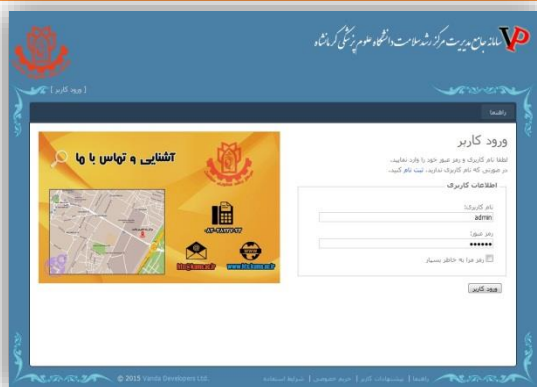 سامانه جامع مدیریت مرکز رشد سلامت دانشگاه علوم پزشکی کرمانشاه
[ ورود کاربر ]
راهنما
ورود کاربر
لطفا نام کاربری و رمز عبور خود را وارد نمایید.
در صورتی که نام کاربری ندارید، ثبت نام کنید.
اطلاعات کاربری
نام کاربری:
admin
رمز عبور:
رمز مرا به خاطر بسپار
ورود کاربر
آشنایی و تماس با ما
راهنما | پیشنهادات کاربر | حریم خصوصی | شرایط استفاده
© 2015 Vanda Developers Ltd.